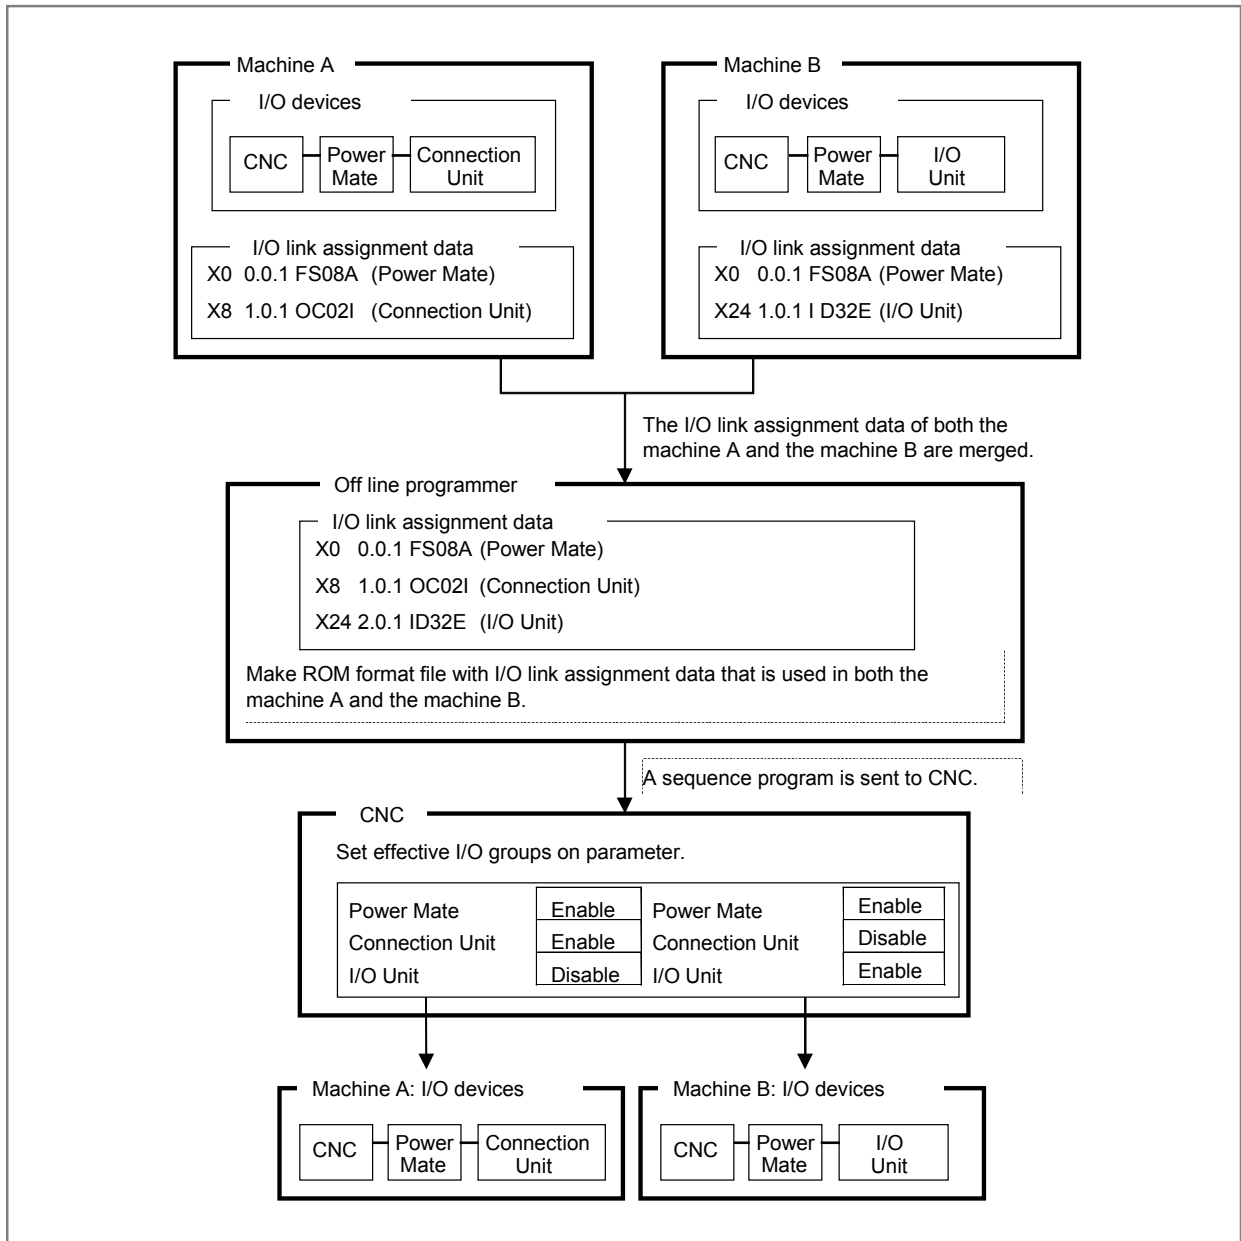 Machine A
I/O devices
CNC
Power
Mate
Connection
Unit
I/O link assignment data
X0 0.0.1 FS08A (Power Mate)
X8 1.0.1 OC02I (Connection Unit)
Machine B
I/O devices
CNC
Power
Mate
I/O
Unit
I/O link assignment data
X0 0.0.1 FS08A (Power Mate)
X24 1.0.1 I D32E (I/O Unit)
The I/O link assignment data of both the
machine A and the machine B are merged.
Off line programmer
I/O link assignment data
X0 0.0.1 FS08A (Power Mate)
X8 1.0.1 OC02I (Connection Unit)
X24 2.0.1 ID32E (I/O Unit)
Make ROM format file with I/O link assignment data that is used in both the
machine A and the machine B.
A sequence program is sent to CNC.
CNC
Set effective I/O groups on parameter.
Power Mate Enable Power Mate Enable
Connection Unit Enable Connection Unit Disable
I/O Unit Disable I/O Unit Enable
Machine A: I/O devices
CNC
Power
Mate
Connection
Unit
Machine B: I/O devices
CNC
Power
Mate
I/O
Unit